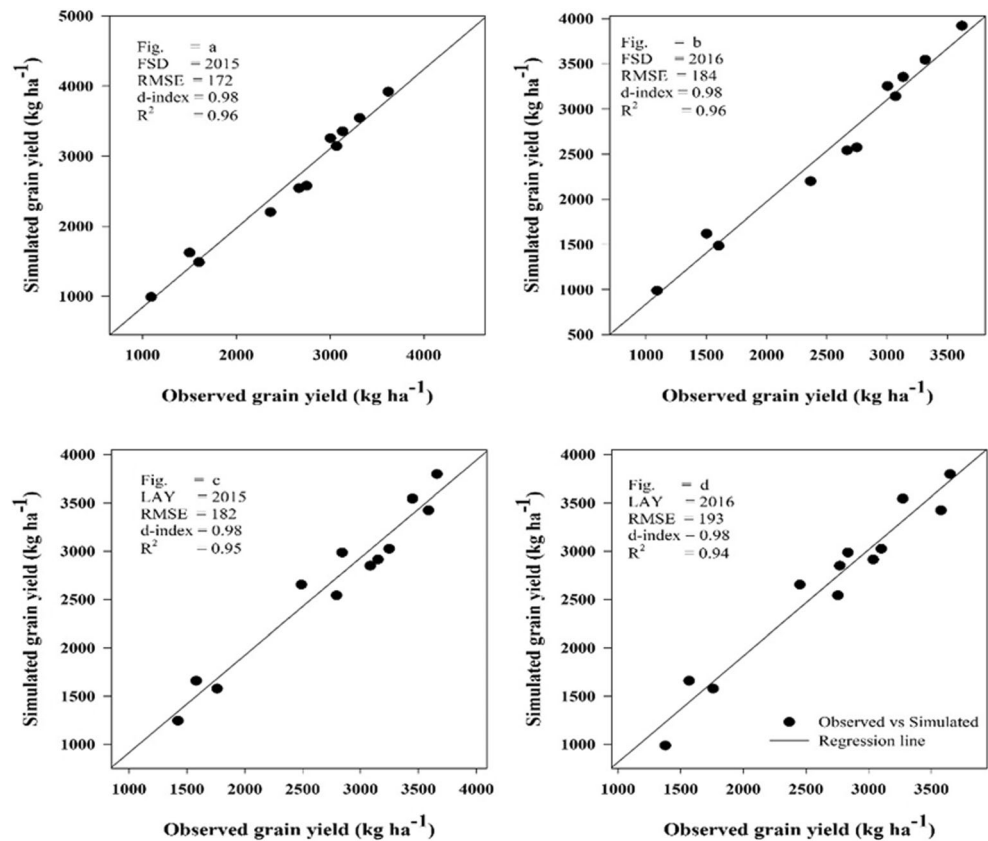 5000
4000
3000
2000
1000
Simulated grain yield (kg ha-1)
Fig. = a
FSD = 2015
RMSE = 172
d-index = 0.98
R2 = 0.96
1000 2000 3000 4000
Observed grain yield (kg ha-1)
4000
3500
3000
2500
2000
1500
1000
500
Simulated grain yield (kg ha-1)
Fig. = b
FSD = 2016
RMSE = 184
d-index = 0.98
R2 = 0.96
1000 1500 2000 2500 3000 3500
Observed grain yield (kg ha-1)
4000
3500
3000
2500
2000
1500
1000
Simulated grain yield (kg ha-1)
Fig. = c
LAY = 2015
RMSE = 182
d-index = 0.98
R2 = 0.95
1000 1500 2000 2500 3000 3500 4000
Observed grain yield (kg ha-1)
4000
3500
3000
2500
2000
1500
1000
Simulated grain yield (kg ha-1)
Fig. = d
LAY = 2016
RMSE = 193
d-index = 0.98
R2 = 0.94
Observed vs Simulated
Regression line
1000 1500 2000 2500 3000 3500
Observed grain yield (kg ha-1)